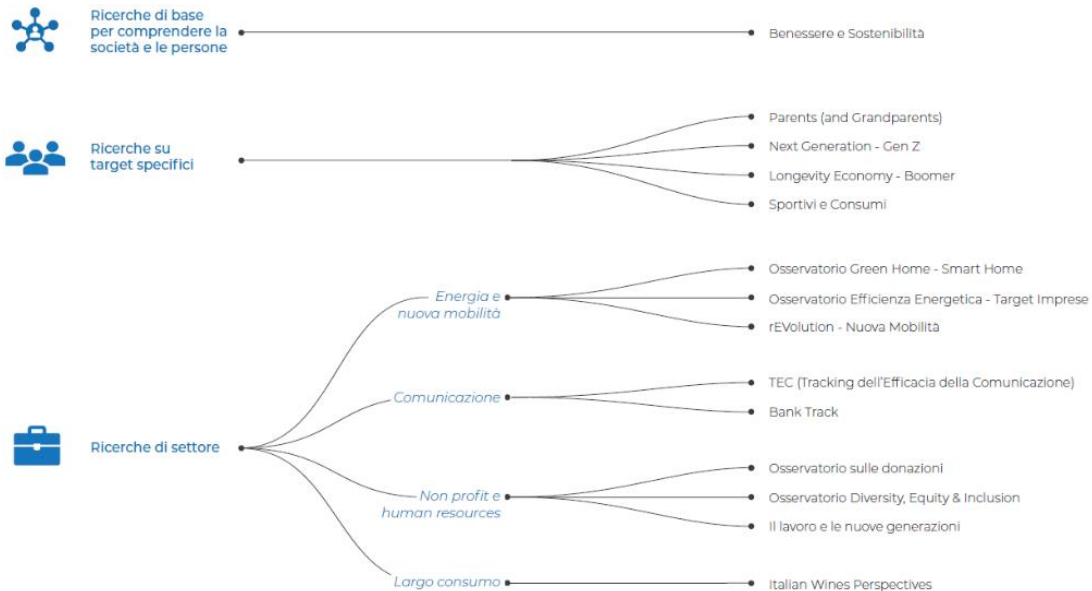 Ricerche di base
per comprendere la
società e le persone
Benessere e Sostenibilità
Ricerche su
target specifici
Parents (and Grandparents)
Next Generation - Gen Z
Longevity Economy - Boomer
Sportivi e Consumi
Ricerche di settore
Energia e
nuova mobilità
Osservatorio Green Home - Smart Home
Osservatorio Efficienza Energetica - Target Imprese
rEVolution - Nuova Mobilità
Comunicazione
TEC (Tracking dell'Efficacia della Comunicazione)
Bank Track
Non profit e
human resources
Osservatorio sulle donazioni
Osservatorio Diversity, Equity & Inclusion
Il lavoro e le nuove generazioni
Largo consumo
Italian Wines Perspectives